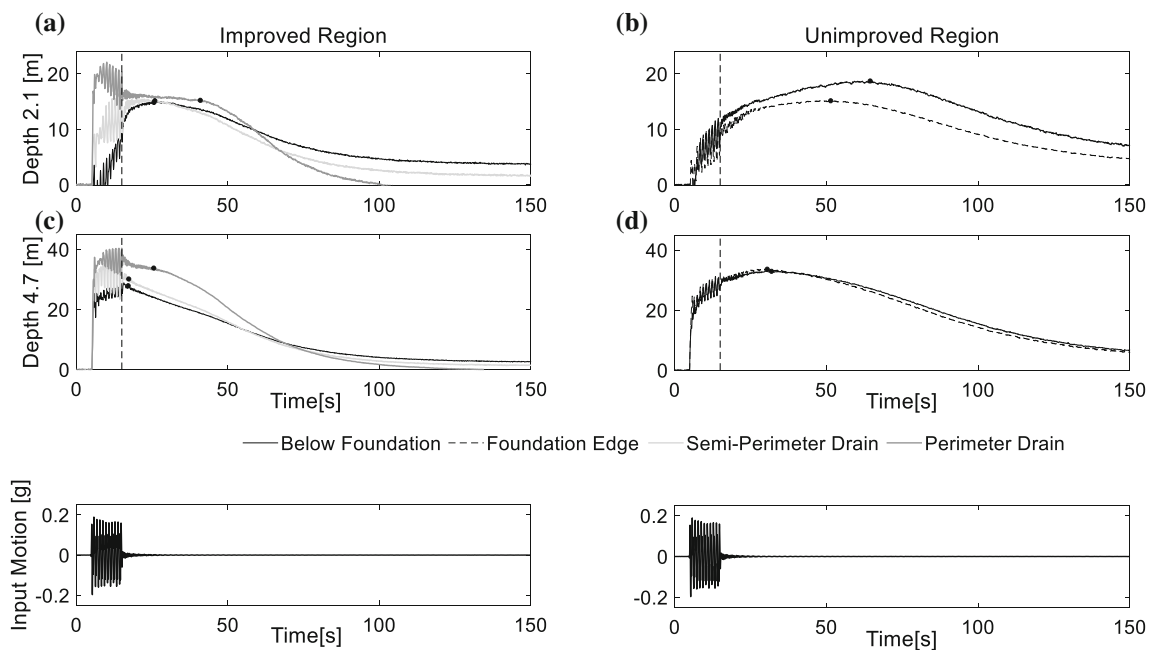 (a) Improved Region
(b) Unimproved Region
Depth 2.1 [m]
20
10
0
0 50 100 150
20
10
0
0 50 100 150
(c)
(d)
Depth 4.7 [m]
40
20
0
0 50 100 150
Time[s]
40
20
0
0 50 100 150
Time[s]
Below Foundation Foundation Edge Semi-Perimeter Drain Perimeter Drain
Input Motion [g]
0.2
0
-0.2
0 50 100 150
Time[s]
0.2
0
-0.2
0 50 100 150
Time[s]